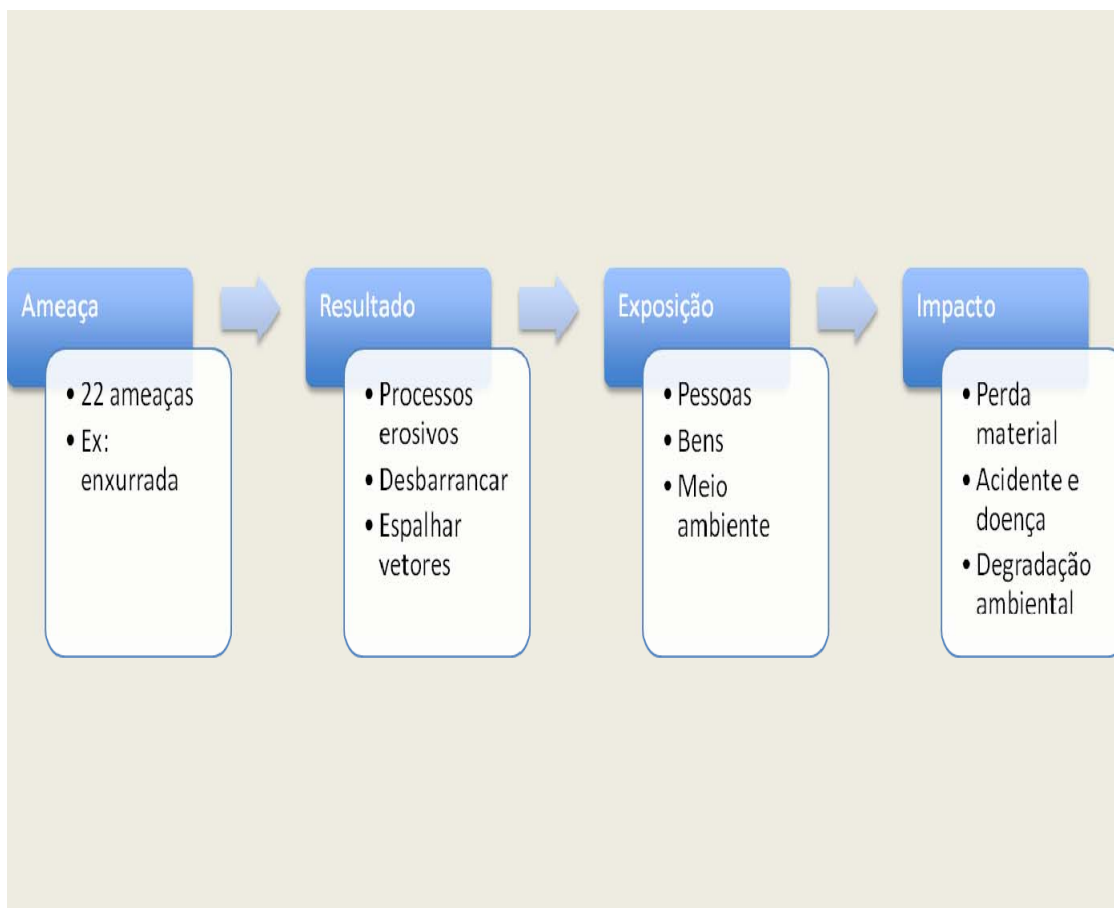 Ameaça
• 22 ameaças
• Ex:
enxurrada
Resultado
• Processos
erosivos
• Desbarrancar
• Espalhar
vetores
Exposição
• Pessoas
• Bens
• Meio
ambiente
Impacto
• Perda
material
• Acidente e
doença
• Degradação
ambiental